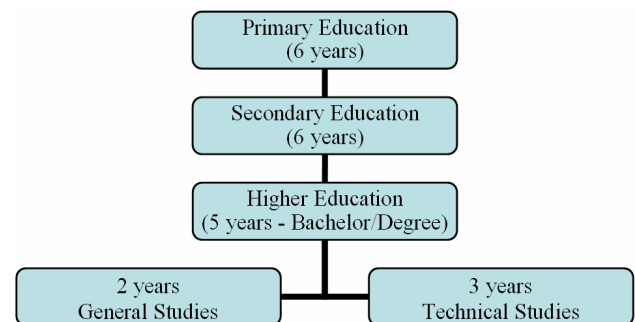 Primary Education
(6 years)
Secondary Education
(6 years)
Higher Education
(5 years - Bachelor/Degree)
2 years
General Studies
3 years
Technical Studies